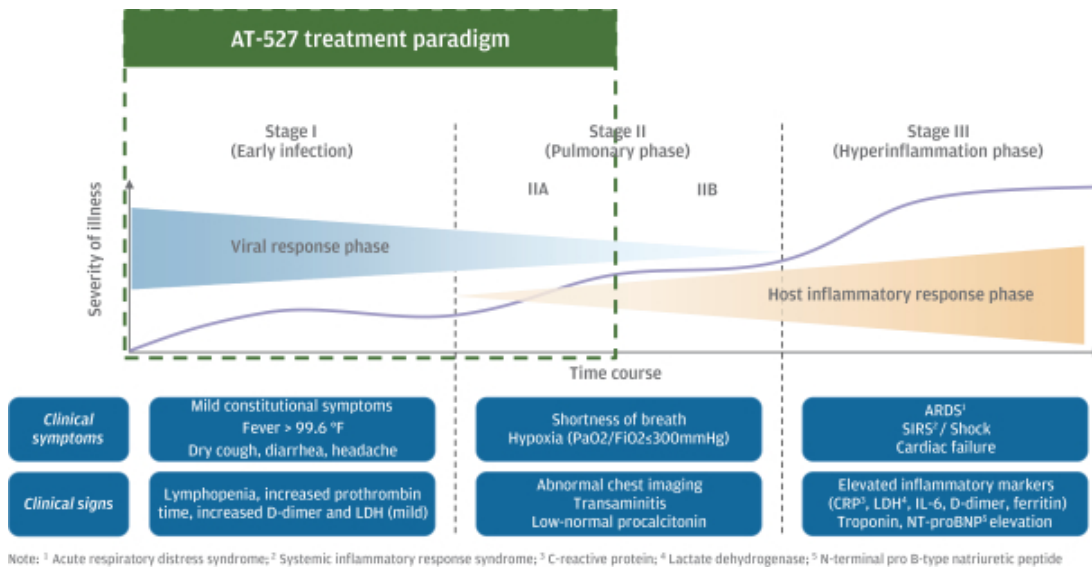 AT-527 treatment paradigm
Stage I
(Early infection)
Stage II
(Pulmonary phase)
Stage III
(Hyperinflammation phase)
IIA
IIB
Severity of illness
Viral response phase
Host inflammatory response phase
Time course
Clinical
symptoms
Mild constitutional symptoms
Fever > 99.6 °F
Dry cough, diarrhea, headache
Shortness of breath
Hypoxia (PaO2/FiO2≤300mmHg)
ARDS¹
SIRS² / Shock
Cardiac failure
Clinical signs
Lymphopenia, increased prothrombin
time, increased D-dimer and LDH (mild)
Abnormal chest imaging
Transaminitis
Low-normal procalcitonin
Elevated inflammatory markers
(CRP³, LDH⁴, IL-6, D-dimer, ferritin)
Troponin, NT-proBNP⁵ elevation
Note: ¹ Acute respiratory distress syndrome; ² Systemic inflammatory response syndrome; ³ C-reactive protein; ⁴ Lactate dehydrogenase; ⁵ N-terminal pro B-type natriuretic peptide